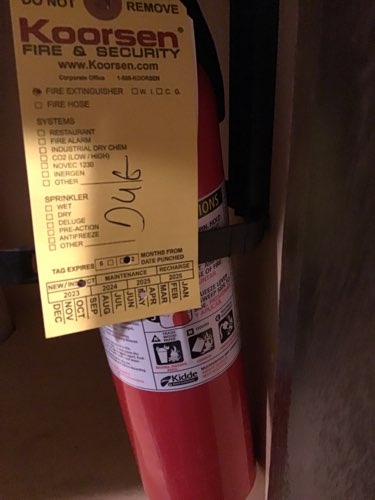 DO NOT REMOVE
Koorsen®
FIRE & SECURITY
www.Koorsen.com
Corporate Office 1-888-KOORSEN
FIRE EXTINGUISHER W. C. C. G.
FIRE HOSE
SYSTEMS
RESTAURANT
FIRE ALARM
INDUSTRIAL DRY CHEM
CO2 (LOW / HIGH)
NOVEC 1230
INERGEN
OTHER
SPRINKLER
WET
DRY
DELUGE
PRE-ACTION
ANTIFREEZE
OTHER
TAG EXPIRES 6 MONTHS FROM
DATE PUNCHED
MAINTENANCE RECHARGE
2023 2024 2025 2025
DEC NOV OCT SEP AUG JUL JUN MAY APR MAR FEB JAN
Kidde